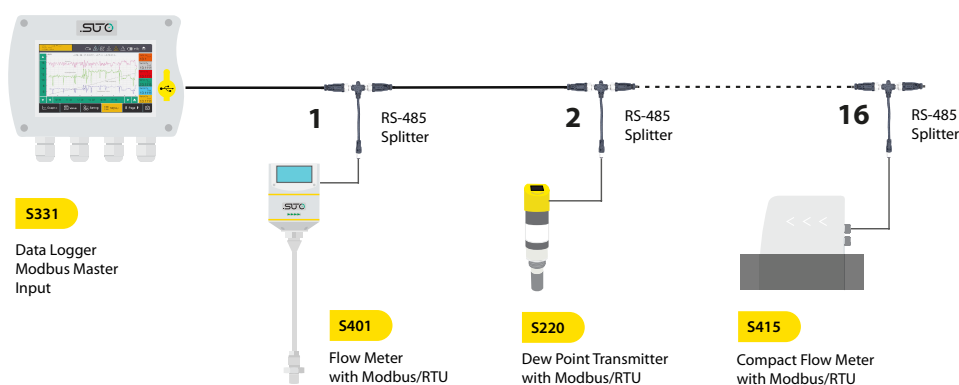 SUTO
1
RS-485
Splitter
2
RS-485
Splitter
16
RS-485
Splitter
SUTO
S331
Data Logger
Modbus Master
Input
S401
Flow Meter
with Modbus/RTU
S220
Dew Point Transmitter
with Modbus/RTU
S415
Compact Flow Meter
with Modbus/RTU